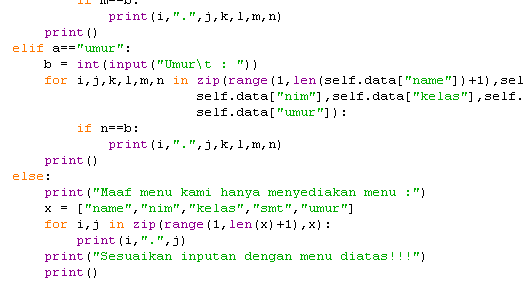 if m==b:
print(i,".",j,k,l,m,n)
print()
elif a=="umur":
b = int(input("Umur\t : "))
for i,j,k,l,m,n in zip(range(1,len(self.data["name"])+1),sel
self.data["nim"],self.data["kelas"],self.
self.data["umur"]):
if n==b:
print(i,".",j,k,l,m,n)
print()
else:
print("Maaf menu kami hanya menyediakan menu :")
x = ["name","nim","kelas","smt","umur"]
for i,j in zip(range(1,len(x)+1),x):
print(i,".",j)
print("Sesuaikan inputan dengan menu diatas!!!")
print()